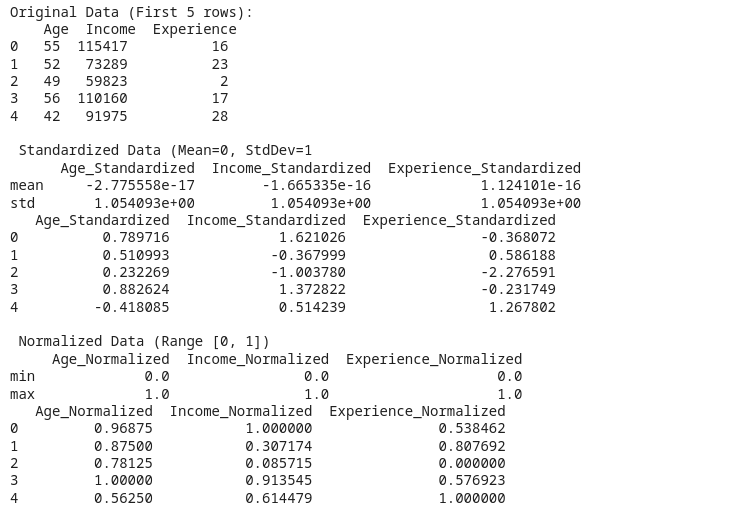 Original Data (First 5 rows):
    Age  Income  Experience
0   55  115417          16
1   52   73289          23
2   49   59823           2
3   56  110160          17
4   42   91975          28

 Standardized Data (Mean=0, StdDev=1
      Age_Standardized  Income_Standardized  Experience_Standardized
mean     -2.775558e-17        -1.665335e-16             1.124101e-16
std       1.054093e+00         1.054093e+00             1.054093e+00
   Age_Standardized  Income_Standardized  Experience_Standardized
0          0.789716             1.621026                -0.368072
1          0.510993            -0.367999                 0.586188
2          0.232269            -1.003780                -2.276591
3          0.882624             1.372822                -0.231749
4         -0.418085             0.514239                 1.267802

 Normalized Data (Range [0, 1])
     Age_Normalized  Income_Normalized  Experience_Normalized
min             0.0                0.0                    0.0
max             1.0                1.0                    1.0
   Age_Normalized  Income_Normalized  Experience_Normalized
0         0.96875           1.000000               0.538462
1         0.87500           0.307174               0.807692
2         0.78125           0.085715               0.000000
3         1.00000           0.913545               0.576923
4         0.56250           0.614479               1.000000